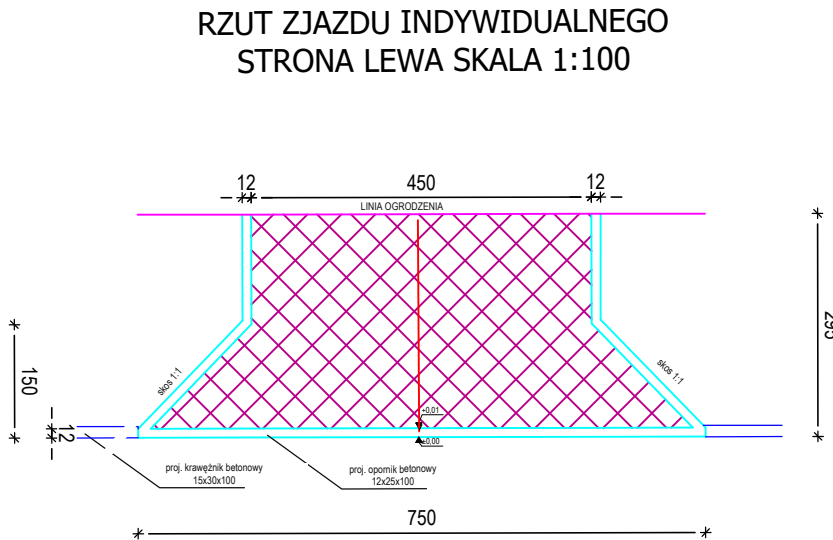 RZUT ZJAZDU INDYWIDUALNEGO
STRONA LEWA SKALA 1:100
12 450 12
LINIA OGRODZENIA
295
150
skos 1:1
skos 1:1
+0,01
12
±0,00
proj. krawężnik betonowy
15x30x100
proj. opornik betonowy
12x25x100
750